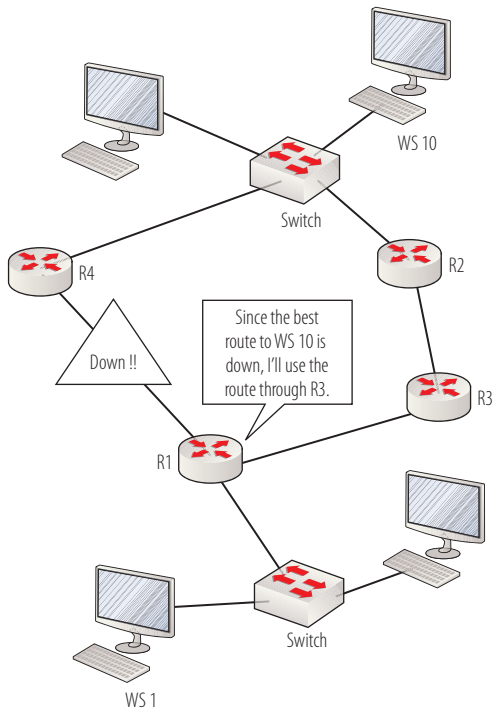 WS 10
Switch
R4
R2
Down !!
Since the best
route to WS 10 is
down, I’ll use the
route through R3.
R3
R1
Switch
WS 1